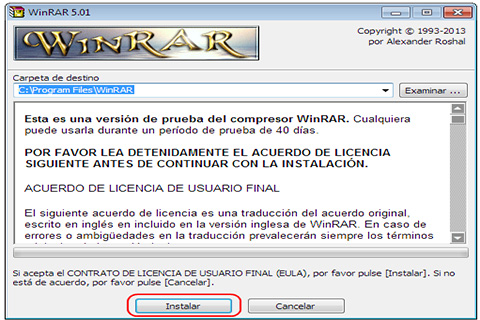 WinRAR 5.01
WINRAR
Copyright © 1993-2013
por Alexander Roshal
Carpeta de destino
C:\Program Files\WinRAR
Examinar ...
Esta es una versión de prueba del compresor WinRAR. Cualquiera
puede usarla durante un período de prueba de 40 días.
POR FAVOR LEA DETENIDAMENTE EL ACUERDO DE LICENCIA
SIGUIENTE ANTES DE CONTINUAR CON LA INSTALACIÓN.
ACUERDO DE LICENCIA DE USUARIO FINAL
El siguiente acuerdo de licencia es una traducción del acuerdo original,
escrito en inglés en incluido en la versión inglesa de WinRAR. En caso de
errores o ambigüedades en la traducción prevalecerán siempre los términos
Si acepta el CONTRATO DE LICENCIA DE USUARIO FINAL (EULA), por favor pulse [Instalar]. Si no
está de acuerdo, por favor pulse [Cancelar].
Instalar
Cancelar